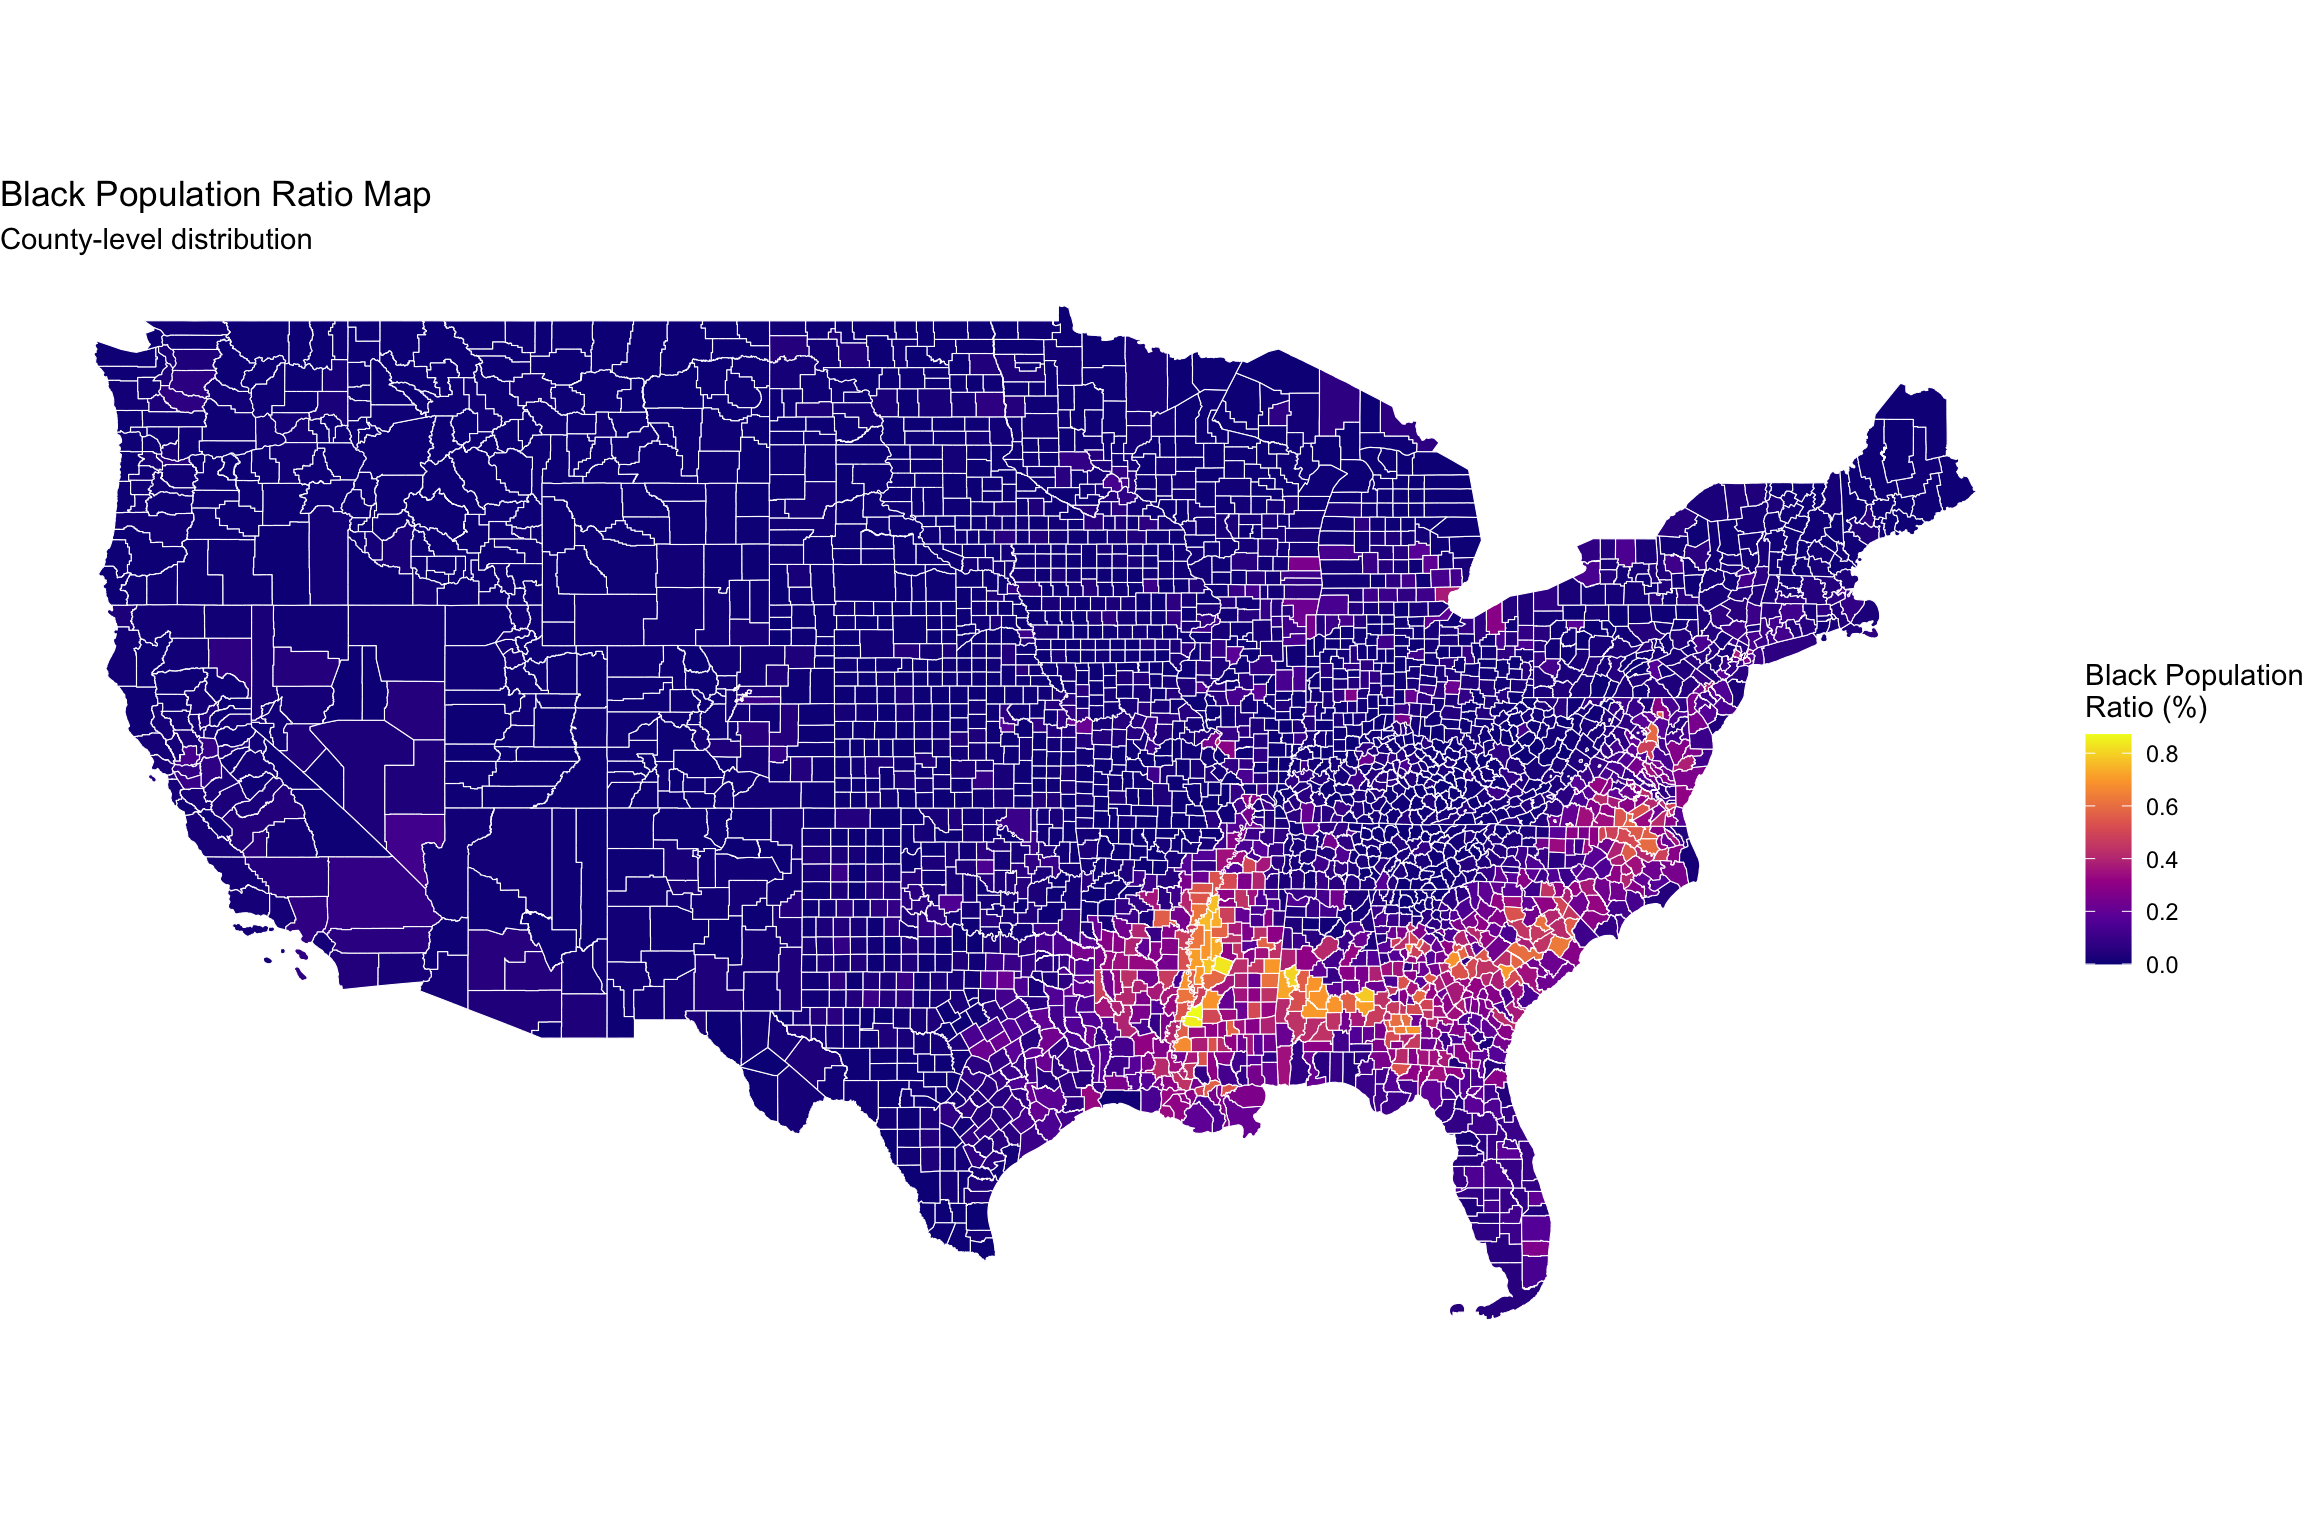 Black Population Ratio Map
County-level distribution
Black Population
Ratio (%)
0.8
0.6
0.4
0.2
0.0